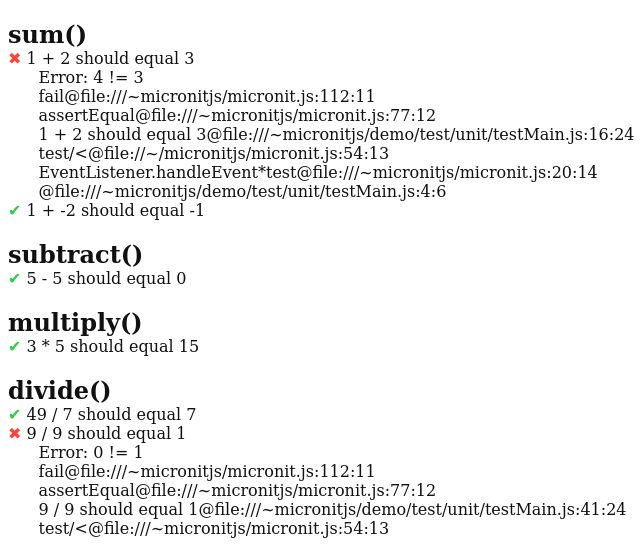 sum()
✖ 1 + 2 should equal 3
Error: 4 != 3
fail@file:///~micronitjs/micronit.js:112:11
assertEqual@file:///~micronitjs/micronit.js:77:12
1 + 2 should equal 3@file:///~micronitjs/demo/test/unit/testMain.js:16:24
test/<@file://~/micronitjs/micronit.js:54:13
EventListener.handleEvent*test@file:///~micronitjs/micronit.js:20:14
@file:///~micronitjs/demo/test/unit/testMain.js:4:6
✔ 1 + -2 should equal -1
subtract()
✔ 5 - 5 should equal 0
multiply()
✔ 3 * 5 should equal 15
divide()
✔ 49 / 7 should equal 7
✖ 9 / 9 should equal 1
Error: 0 != 1
fail@file:///~micronitjs/micronit.js:112:11
assertEqual@file:///~micronitjs/micronit.js:77:12
9 / 9 should equal 1@file:///~micronitjs/demo/test/unit/testMain.js:41:24
test/<@file:///~micronitjs/micronit.js:54:13